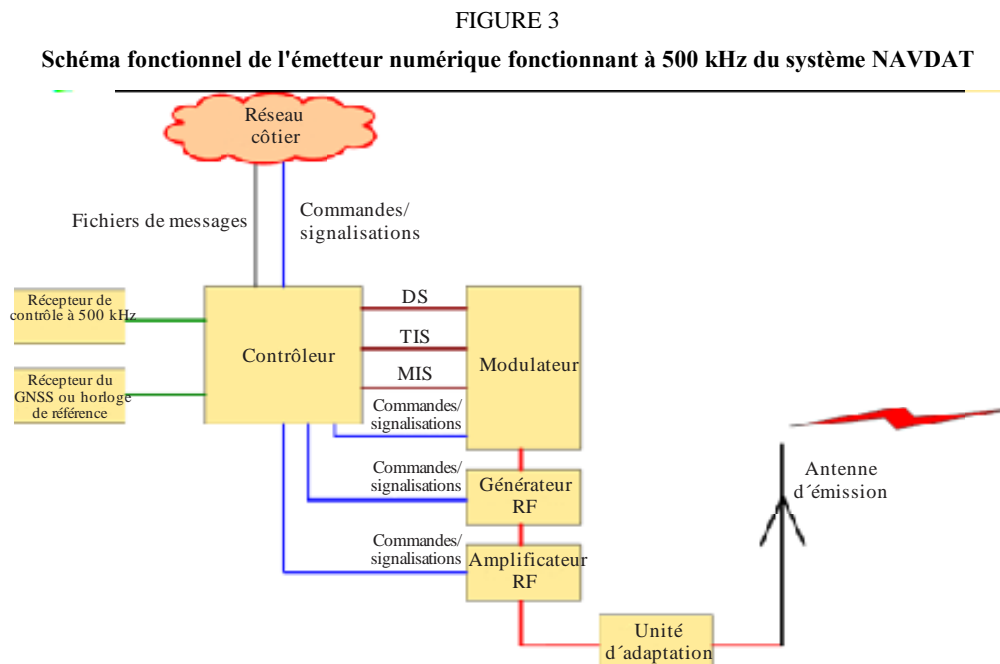 FIGURE 3
Schéma fonctionnel de l'émetteur numérique fonctionnant à 500 kHz du système NAVDAT
Réseau
côtier
Fichiers de messages
Commandes/
signalisations
Récepteur de
contrôle à 500 kHz
Récepteur du
GNSS ou horloge
de référence
Contrôleur
DS
TIS
MIS
Commandes/
signalisations
Modulateur
Commandes/
signalisations
Générateur
RF
Commandes/
signalisations
Amplificateur
RF
Unité
d´adaptation
Antenne
d´émission